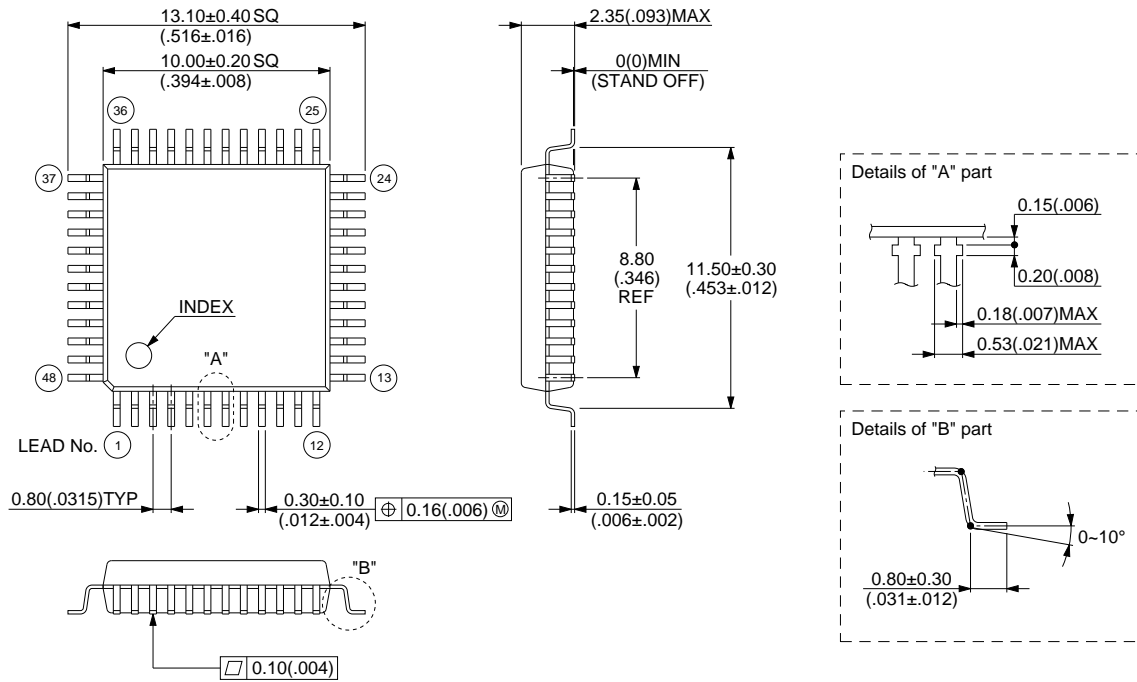 13.10±0.40 SQ
(.516±.016)
10.00±0.20 SQ
(.394±.008)
36
25
37
24
INDEX
"A"
48
13
LEAD No.
1
12
0.80(.0315)TYP
0.30±0.10
(.012±.004)
⌖ 0.16(.006) Ⓜ
2.35(.093)MAX
0(0)MIN
(STAND OFF)
8.80
(.346)
REF
11.50±0.30
(.453±.012)
0.15±0.05
(.006±.002)
"B"
⏥ 0.10(.004)
Details of "A" part
0.15(.006)
0.20(.008)
0.18(.007)MAX
0.53(.021)MAX
Details of "B" part
0~10°
0.80±0.30
(.031±.012)